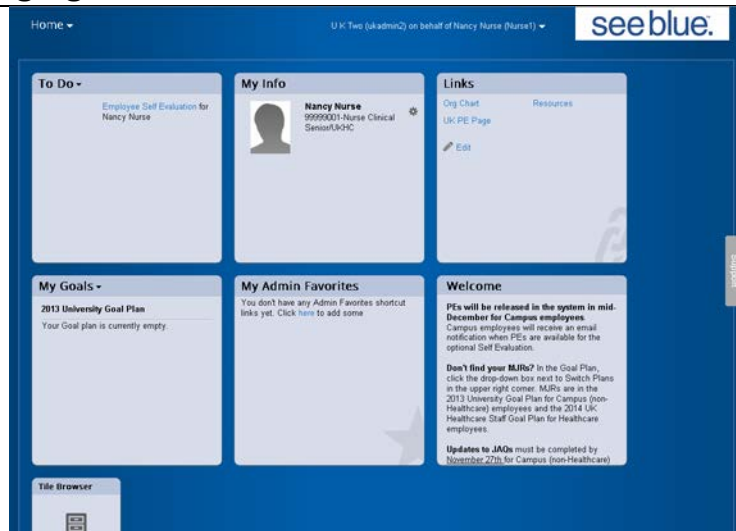 Home
U K Two (ukadmin2) on behalf of Nancy Nurse (Nurse1)
see blue.
To Do
Employee Self Evaluation for
Nancy Nurse
My Info
Nancy Nurse
99999001-Nurse Clinical
Senior/UKHC
Links
Org Chart
Resources
UK PE Page
Edit
My Goals
2013 University Goal Plan
Your Goal plan is currently empty.
My Admin Favorites
You don't have any Admin Favorites shortcut
links yet. Click here to add some
Welcome
PEs will be released in the system in mid-
December for Campus employees.
Campus employees will receive an email
notification when PEs are available for the
optional Self Evaluation.
Don't find your MJRs? In the Goal Plan,
click the drop-down box next to Switch Plans
in the upper right corner. MJRs are in the
2013 University Goal Plan for Campus (non-
Healthcare) employees and the 2014 UK
Healthcare Staff Goal Plan for Healthcare
employees.
Updates to JAQs must be completed by
November 27th for Campus (non-Healthcare)
Support
Tile Browser